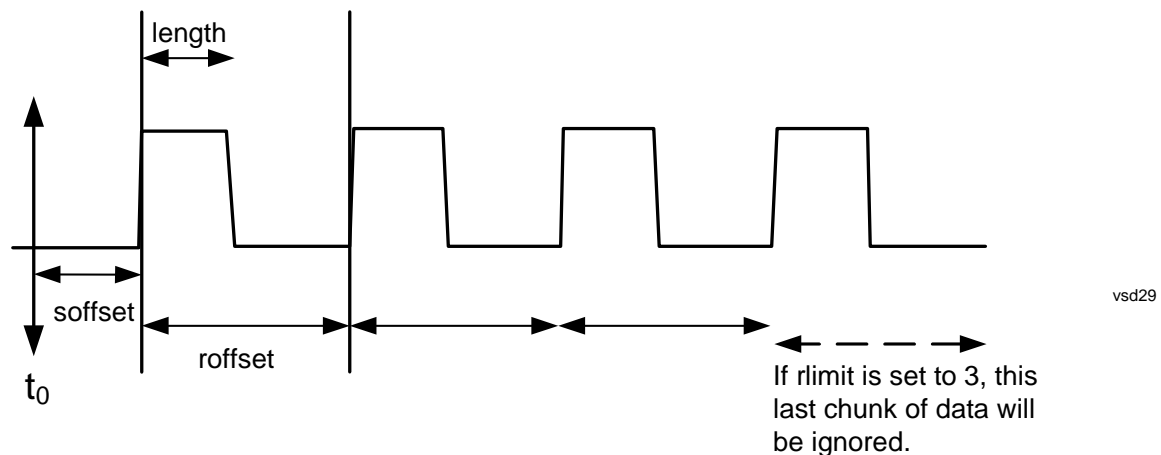 length
vsd29
soffset
roffset
t₀
If rlimit is set to 3, this
last chunk of data will
be ignored.